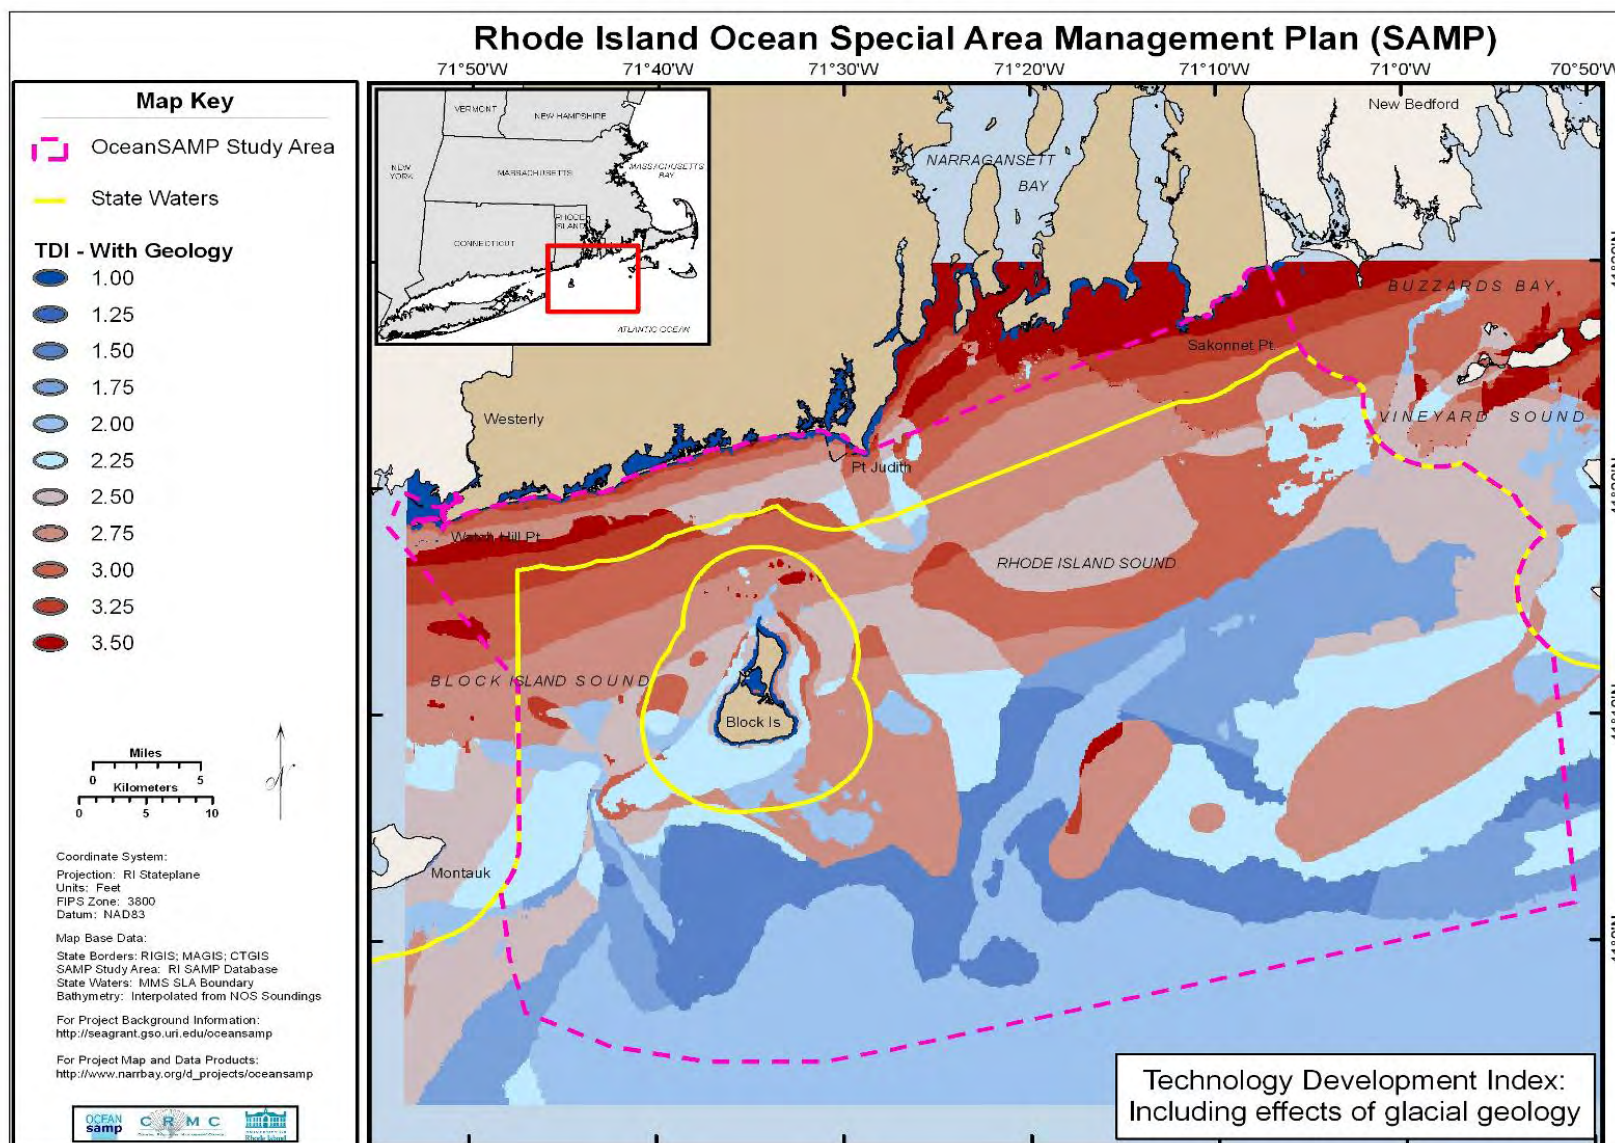 Rhode Island Ocean Special Area Management Plan (SAMP)
71°50'W 71°40'W 71°30'W 71°20'W 71°10'W 71°0'W 70°50'W
Map Key
OceanSAMP Study Area
State Waters
TDI - With Geology
1.00
1.25
1.50
1.75
2.00
2.25
2.50
2.75
3.00
3.25
3.50
Miles
0 5
Kilometers
0 5 10
N
Coordinate System:
Projection: RI Stateplane
Units: Feet
FIPS Zone: 3800
Datum: NAD83
Map Base Data:
State Borders: RIGIS; MAGIS; CTGIS
SAMP Study Area: RI SAMP Database
State Waters: MMS SLA Boundary
Bathymetry: Interpolated from NOS Soundings
For Project Background Information:
http://seagrant.gso.uri.edu/oceansamp
For Project Map and Data Products:
http://www.narrbay.org/d_projects/oceansamp
OCEAN
samp
C R M C
Rhode Island
VERMONT
NEW HAMPSHIRE
NEW
YORK
MASSACHUSETTS
MASSACHUSETTS
BAY
CONNECTICUT
RHODE
ISLAND
ATLANTIC OCEAN
New Bedford
NARRAGANSETT
BAY
BUZZARDS BAY
Sakonnet Pt.
VINEYARD SOUND
Westerly
Pt Judith
Watch Hill Pt.
RHODE ISLAND SOUND
BLOCK ISLAND SOUND
Block Is
Montauk
Technology Development Index:
Including effects of glacial geology